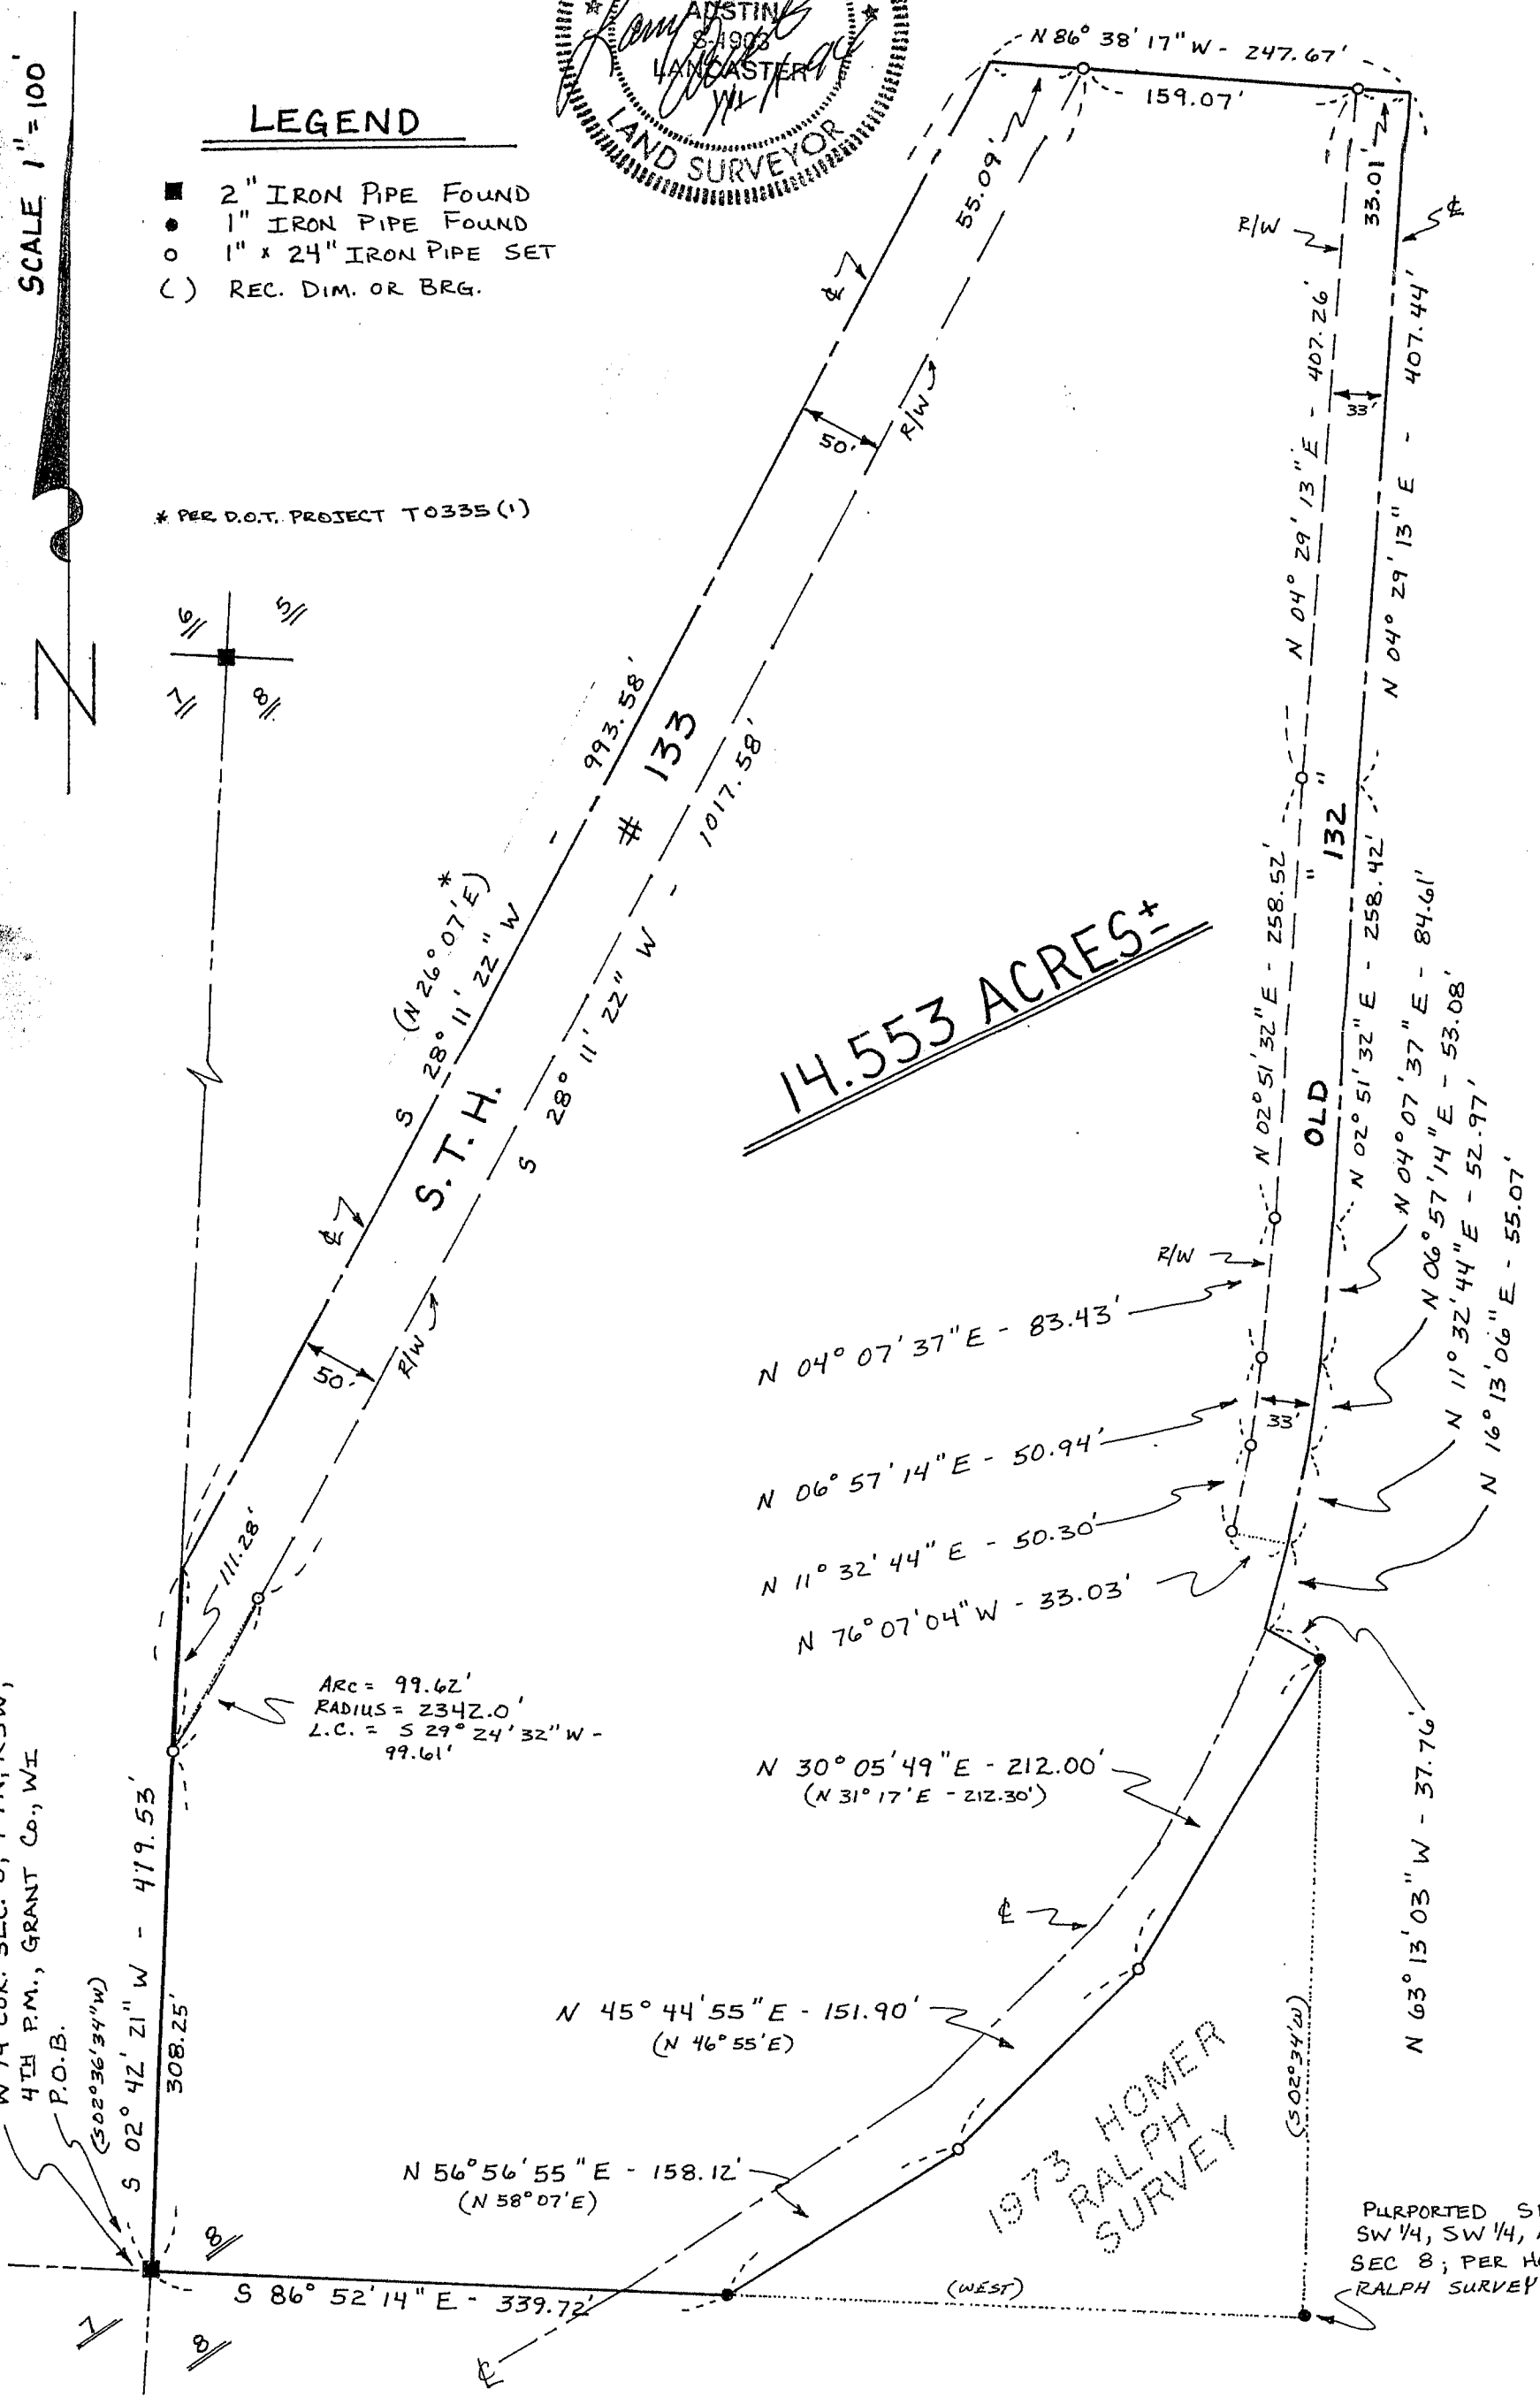 SCALE 1"=100'
N
LEGEND
2" IRON PIPE FOUND
1" IRON PIPE FOUND
1" x 24" IRON PIPE SET
( ) REC. DIM. OR BRG.
* PER D.O.T. PROJECT T0335(1)
AUSTIN
S-1903
LANCASTER
LAND SURVEYOR
N 86° 38' 17" W - 247.67'
159.07'
55.09'
33.01'
R/W
℄
℄
N 04° 29' 13" E - 407.26'
N 04° 29' 13" E - 407.44'
33'
50'
R/W
6
5
7
8
993.58'
# 133
1017.58'
(N 26° 07' E) *
S 28° 11' 22" W -
S 28° 11' 22" W -
S.T.H.
℄
50'
R/W
14.553 ACRES±
OLD "132"
N 02° 51' 32" E - 258.52'
N 02° 51' 32" E - 258.42'
N 04° 07' 37" E - 84.61'
N 06° 57' 14" E - 53.08'
N 11° 32' 44" E - 52.97'
N 16° 13' 06" E - 55.07'
R/W
N 04° 07' 37" E - 83.43'
33'
N 06° 57' 14" E - 50.94'
N 11° 32' 44" E - 50.30'
N 76° 07' 04" W - 33.03'
111.28'
ARC = 99.62'
RADIUS = 2342.0'
L.C. = S 29° 24' 32" W -
99.61'
N 30° 05' 49" E - 212.00'
(N 31° 17' E - 212.30')
N 63° 13' 03" W - 37.76'
℄
4TH P.M., GRANT CO., WI
P.O.B.
(S02° 36' 34" W)
S 02° 42' 21" W - 419.53'
308.25'
N 45° 44' 55" E - 151.90'
(N 46° 55' E)
(S02° 34' W)
1973 HOMER
RALPH
SURVEY
N 56° 56' 55" E - 158.12'
(N 58° 07' E)
8
S 86° 52' 14" E - 339.72'
(WEST)
7
8
℄
PURPORTED
SW 1/4, SW 1/4,
SEC 8; PER
RALPH SURVEY